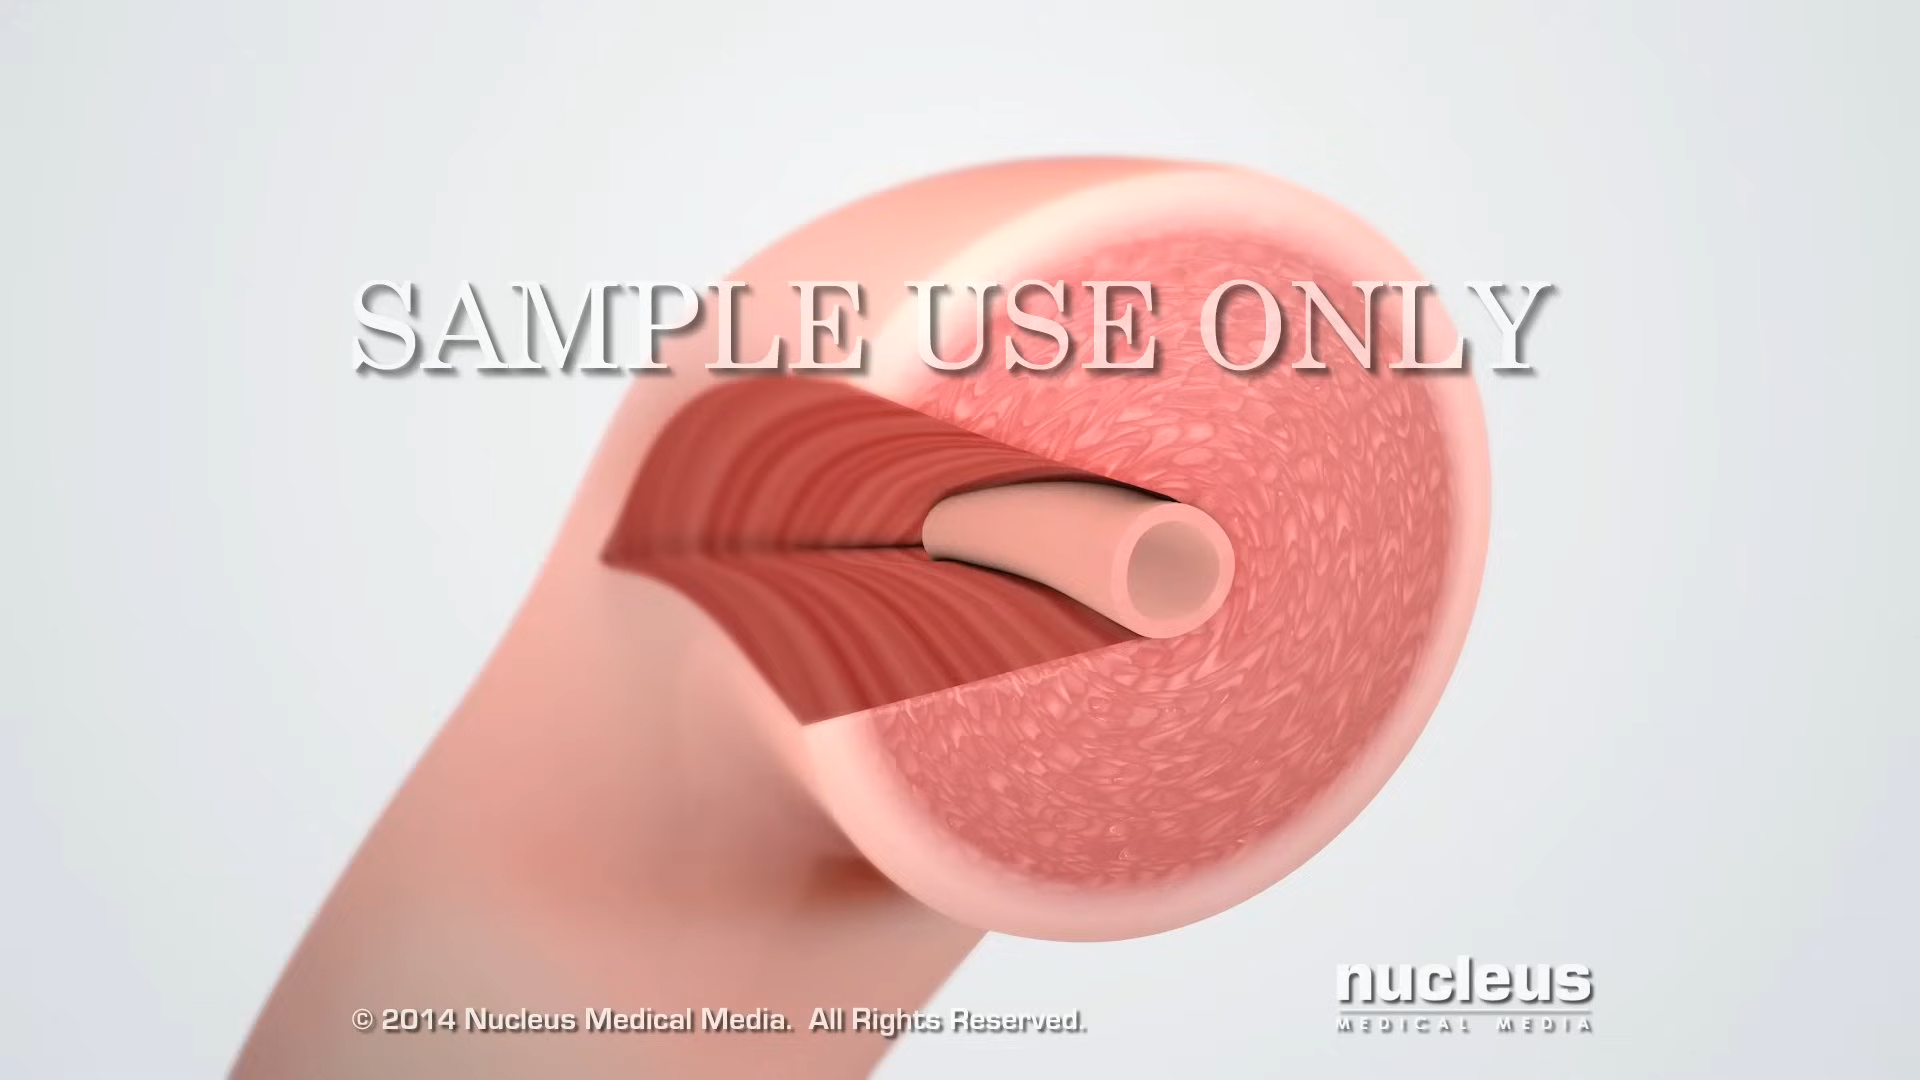 SAMPLE USE ONLY
© 2014 Nucleus Medical Media. All Rights Reserved.
nucleus
MEDICAL MEDIA